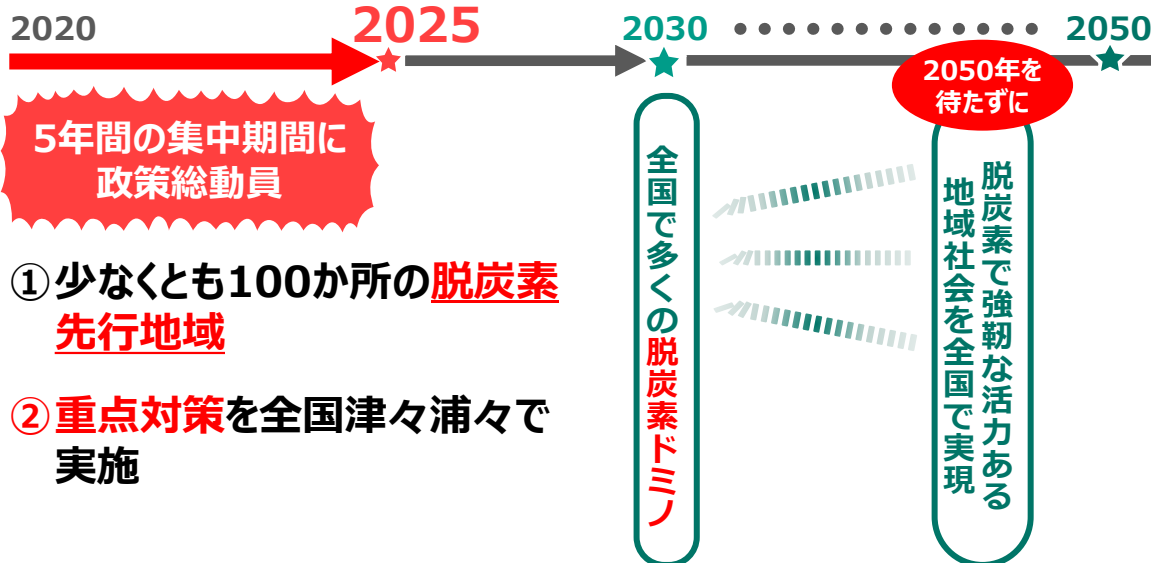 2020
2025
2030
2050
5年間の集中期間に
政策総動員
①少なくとも100か所の脱炭素
先行地域
②重点対策を全国津々浦々で
実施
全国で多くの脱炭素ドミノ
2050年を
待たずに
脱炭素で強靭な活力ある
地域社会を全国で実現